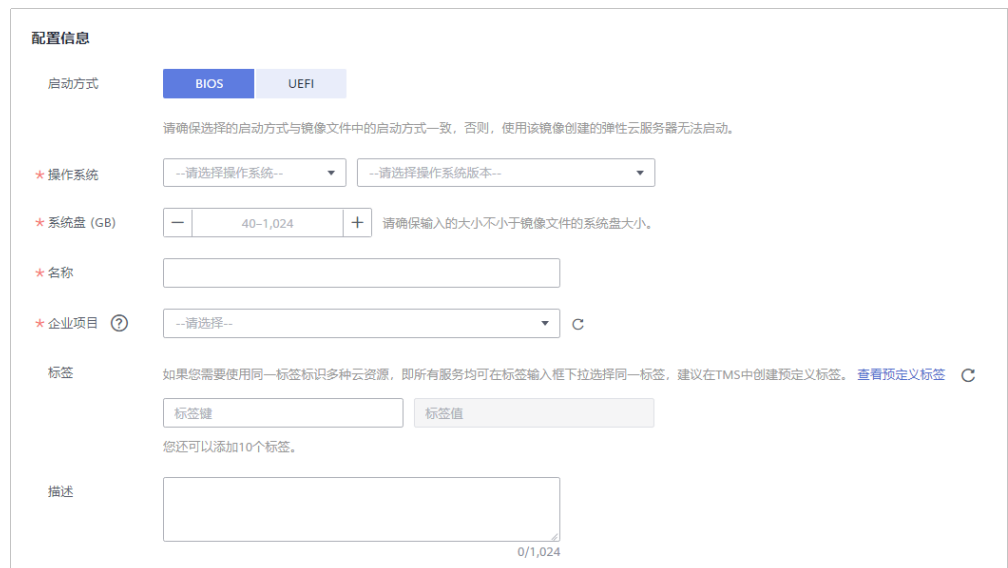 配置信息
启动方式 BIOS UEFI
请确保选择的启动方式与镜像文件中的启动方式一致，否则，使用该镜像创建的弹性云服务器无法启动。
* 操作系统 --请选择操作系统-- --请选择操作系统版本--
* 系统盘 (GB) — 40–1,024 + 请确保输入的大小不小于镜像文件的系统盘大小。
* 名称
* 企业项目 ? --请选择--
标签 如果您需要使用同一标签标识多种云资源，即所有服务均可在标签输入框下拉选择同一标签，建议在TMS中创建预定义标签。 查看预定义标签
标签键 标签值
您还可以添加10个标签。
描述
0/1,024